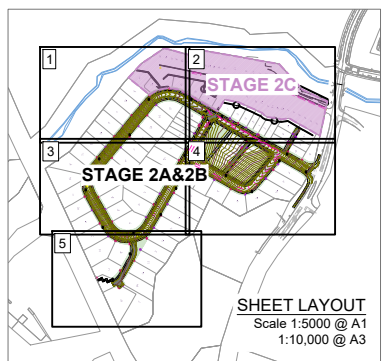 1
2
STAGE 2C
3
4
STAGE 2A&2B
5
SHEET LAYOUT
Scale 1:5000 @ A1
1:10,000 @ A3